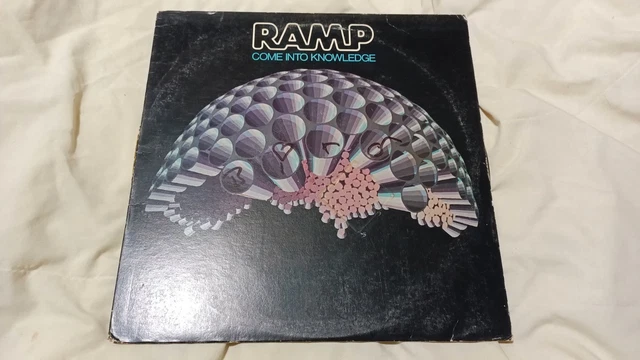 RAMP
COME INTO KNOWLEDGE